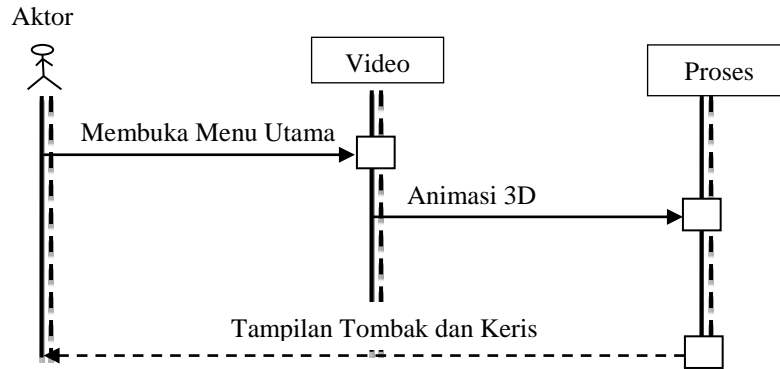 Aktor
Video
Proses
Membuka Menu Utama
Animasi 3D
Tampilan Tombak dan Keris